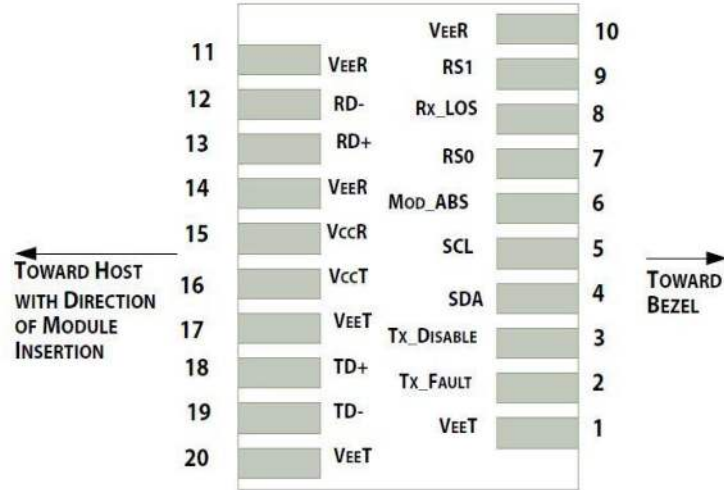 11
VEER
12
RD-
13
RD+
14
VEER
15
VCCR
16
VCCT
17
VEET
18
TD+
19
TD-
20
VEET
VEER
10
RS1
9
RX_LOS
8
RS0
7
MOD_ABS
6
SCL
5
SDA
4
TX_DISABLE
3
TX_FAULT
2
VEET
1
TOWARD HOST
WITH DIRECTION
OF MODULE
INSERTION
TOWARD
BEZEL